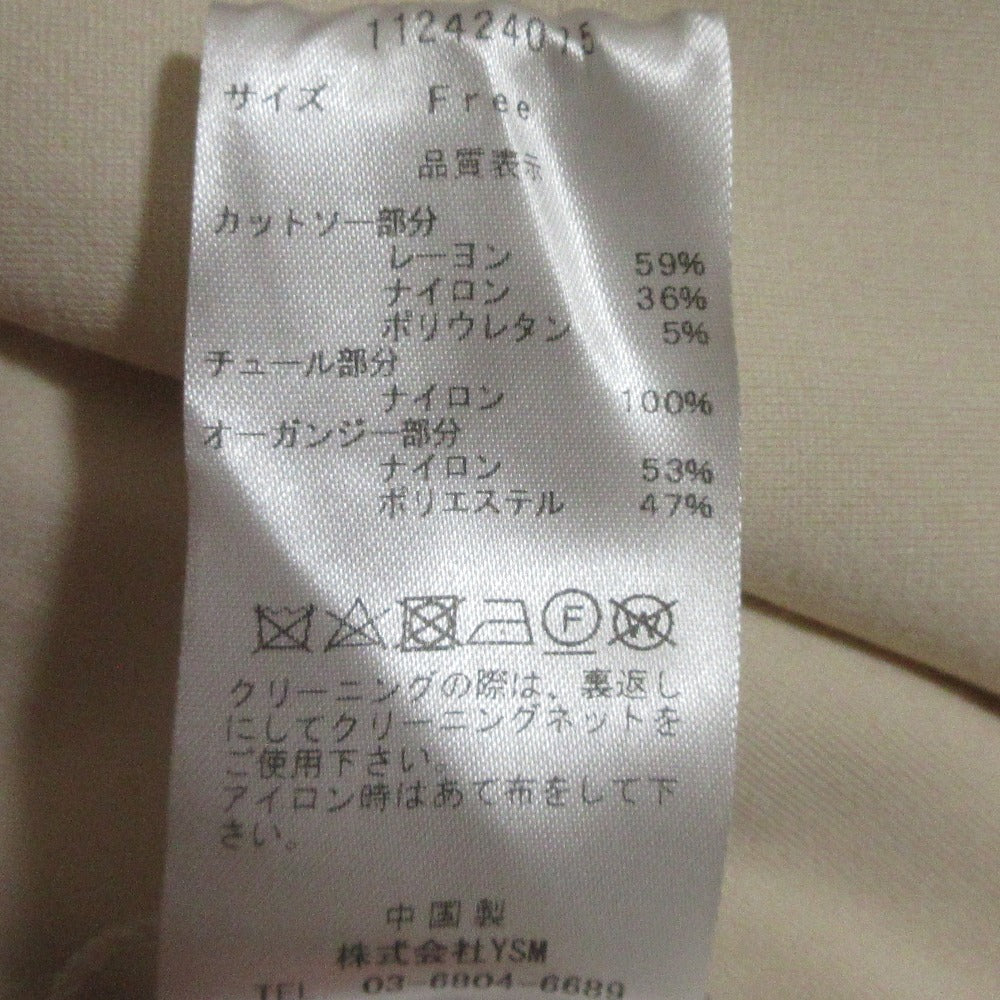 112424015
サイズ Free
品質表示
カットソー部分
レーヨン 59%
ナイロン 36%
ポリウレタン 5%
チュール部分
ナイロン 100%
オーガンジー部分
ナイロン 53%
ポリエステル 47%
F W
クリーニングの際は、裏返し
にしてクリーニングネットを
ご使用下さい。
アイロン時はあて布をして下
さい。
中国製
株式会社YSM
TEL 03-6804-6689